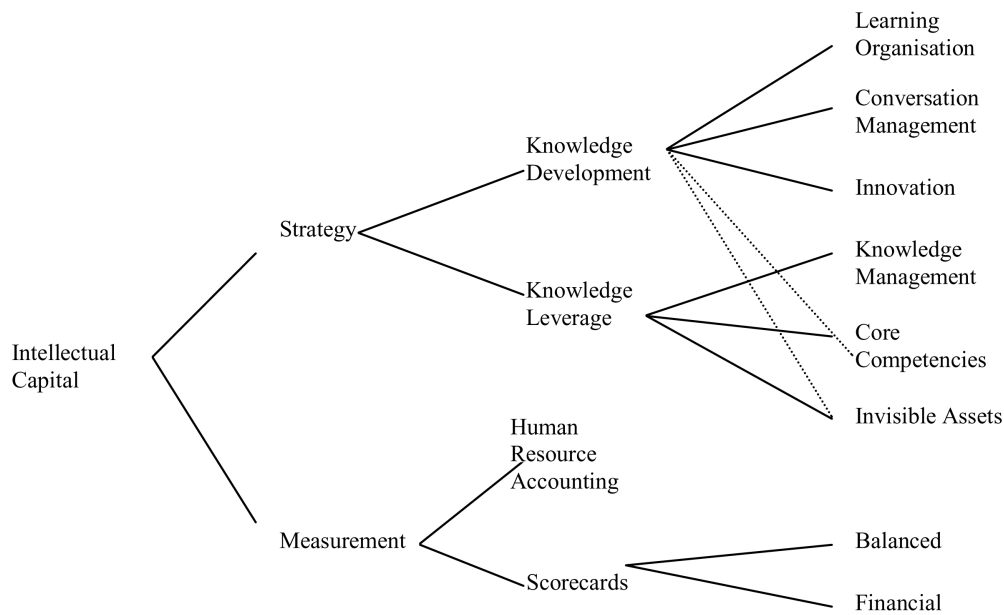 Learning
Organisation
Conversation
Management
Knowledge
Development
Innovation
Strategy
Knowledge
Management
Knowledge
Leverage
Core
Competencies
Intellectual
Capital
Invisible Assets
Human
Resource
Accounting
Measurement
Balanced
Scorecards
Financial